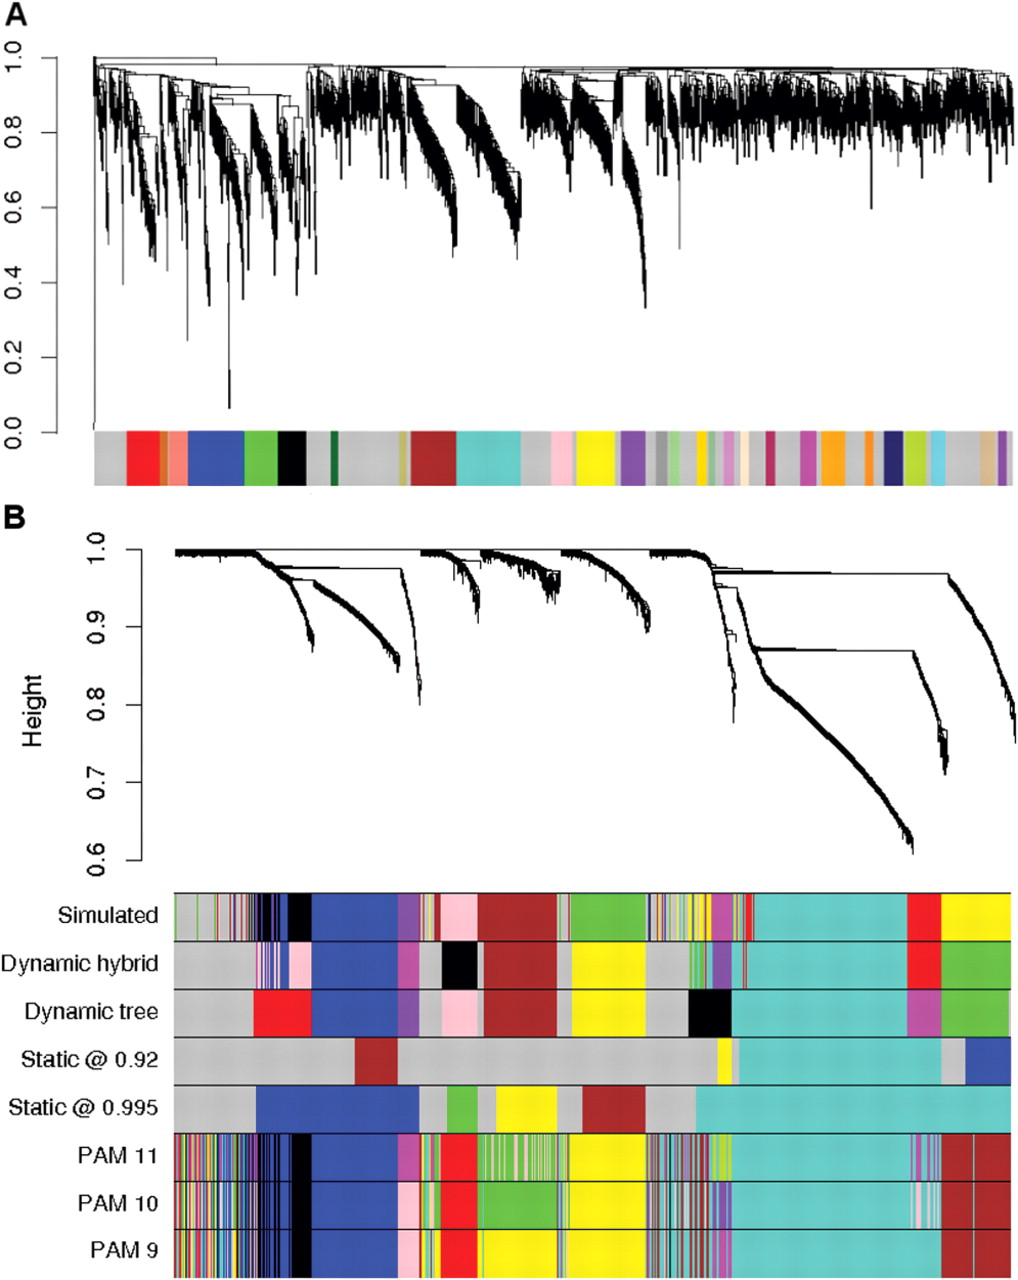 A
1.0
0.8
0.6
0.4
0.2
0.0
B
Height
1.0
0.9
0.8
0.7
0.6
Simulated
Dynamic hybrid
Dynamic tree
Static @ 0.92
Static @ 0.995
PAM 11
PAM 10
PAM 9